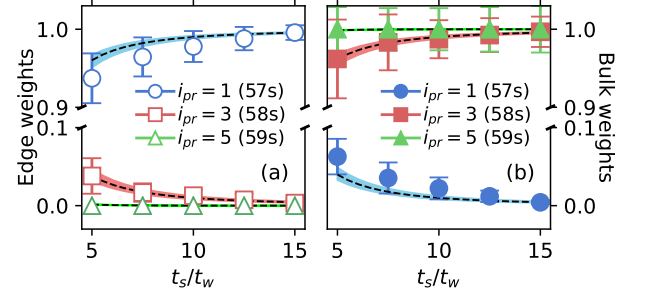 1.0
0.9
0.1
0.0
Edge weights
i_pr = 1 (57s)
i_pr = 3 (58s)
i_pr = 5 (59s)
(a)
5 10 15
t_s/t_w
i_pr = 1 (57s)
i_pr = 3 (58s)
i_pr = 5 (59s)
(b)
5 10 15
t_s/t_w
1.0
0.9
0.1
0.0
Bulk weights